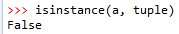 >>> isinstance(a, tuple)
False